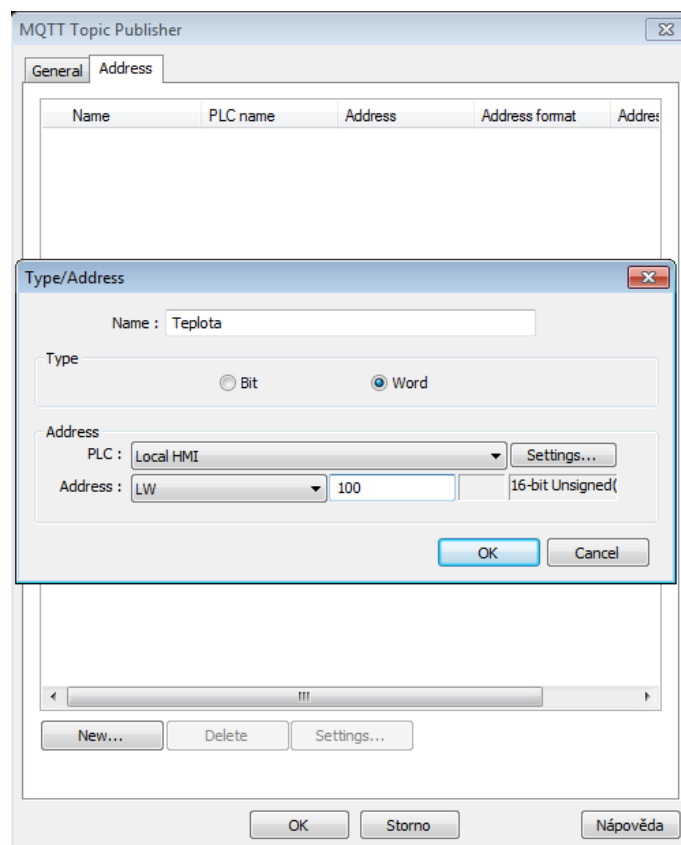 MQTT Topic Publisher
General Address
Name PLC name Address Address format Addres
Type/Address
Name : Teplota
Type
Bit Word
Address
PLC : Local HMI Settings...
Address : LW 100 16-bit Unsigned(
OK Cancel
New... Delete Settings...
OK Storno Nápověda